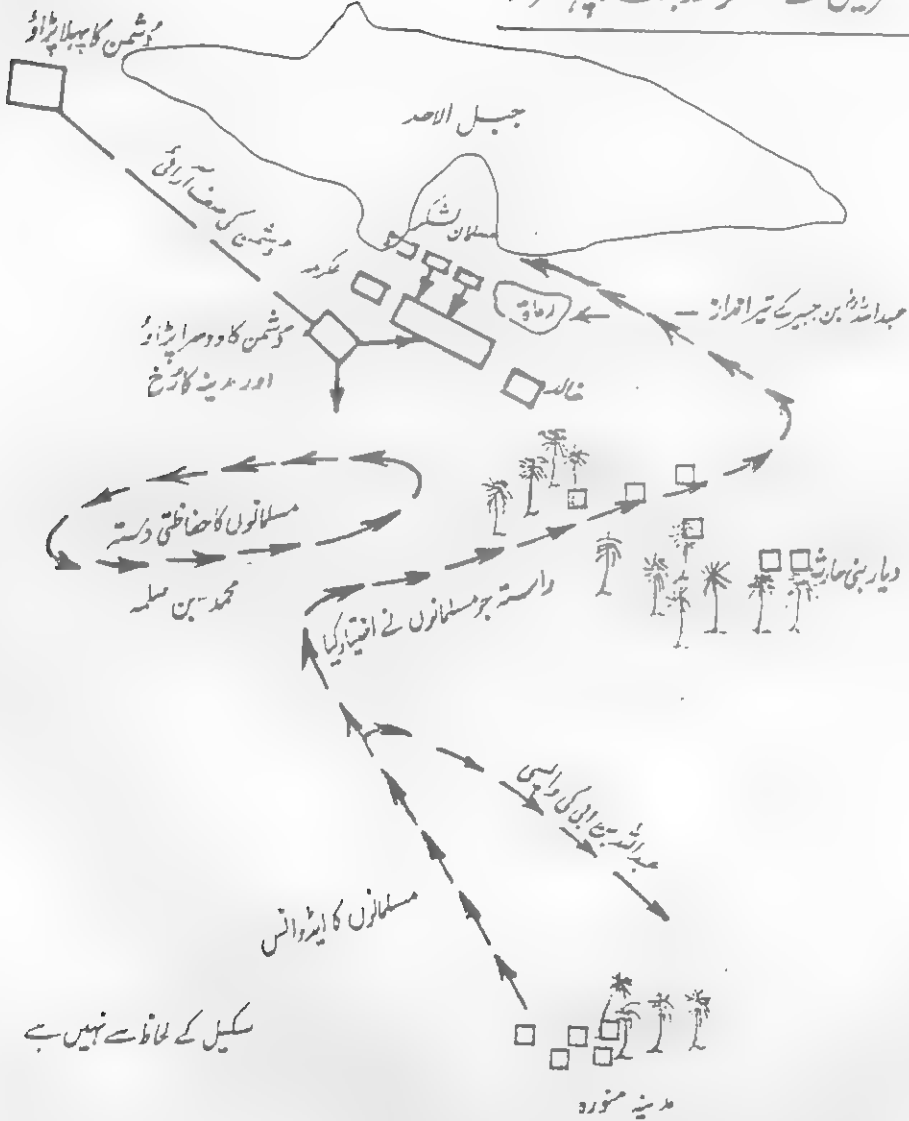 دشمن کا پہلا پڑاؤ
جبل الاحد
دشمن کی صف آرائی
مسلمان لشکر
عکرمہ
رماة
عبداللہؓ بن جبیر کے تیر انداز
دشمن کا دوسرا پڑاؤ
اور مدینہ کا رُخ
خالد
مسلمانوں کا حفاظتی دستہ
محمد بن مسلمہ
دیار بنی حارثہ
راستہ جو مسلمانوں نے اختیار کیا
عبداللہ بن ابی کی واپسی
مسلمانوں کا ایڈوانس
سکیل کے لحاظ سے نہیں ہے
مدینہ منورہ